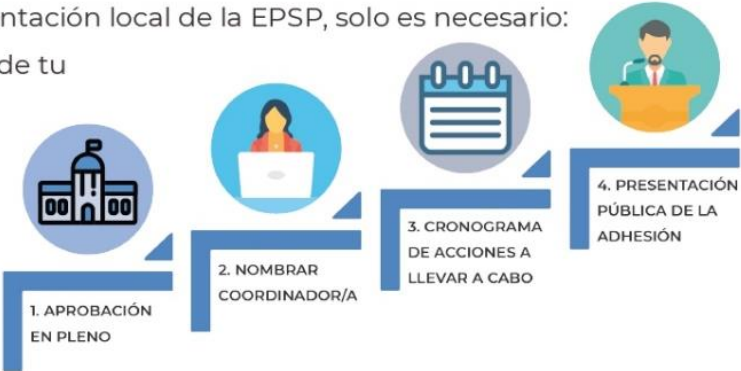 ntación local de la EPSP, solo es necesario:
de tu
1. APROBACIÓN
EN PLENO
2. NOMBRAR
COORDINADOR/A
3. CRONOGRAMA
DE ACCIONES A
LLEVAR A CABO
4. PRESENTACIÓN
PÚBLICA DE LA
ADHESIÓN